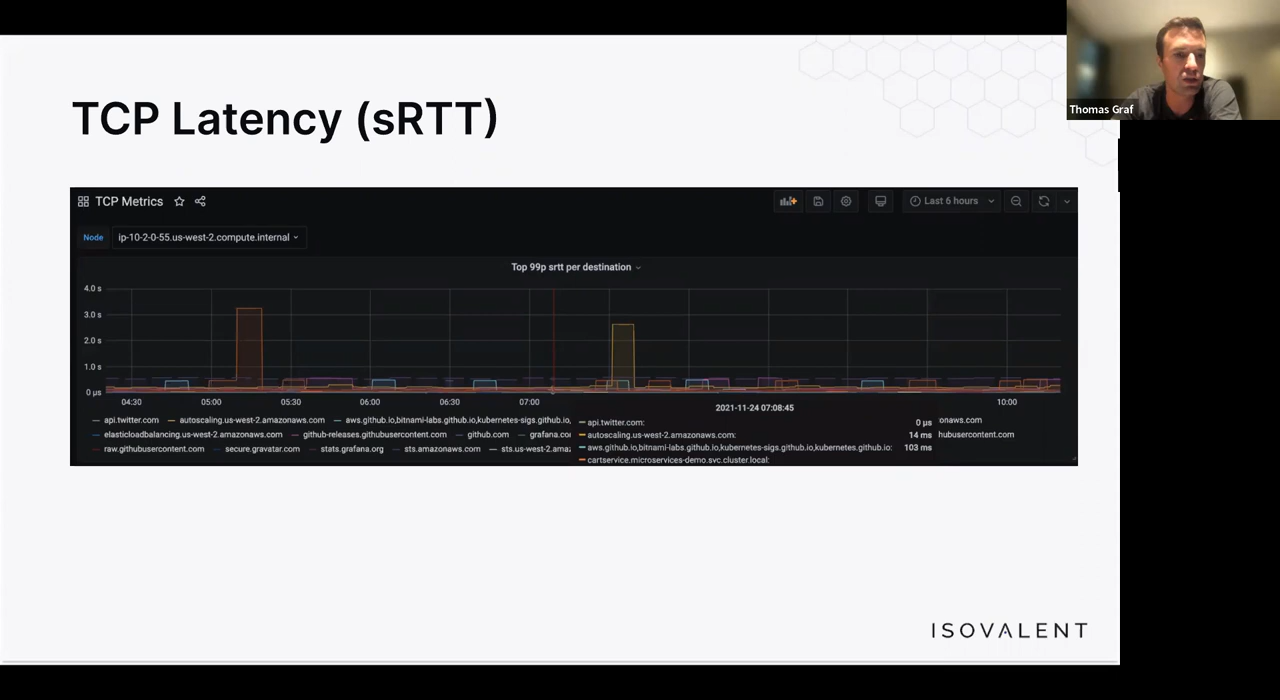 Thomas Graf
TCP Latency (sRTT)
TCP Metrics
Last 6 hours
Node ip-10-2-0-55.us-west-2.compute.internal
Top 99p srtt per destination
4.0 s
3.0 s
2.0 s
1.0 s
0 µs
04:30 05:00 05:30 06:00 06:30 07:00 10:00
2021-11-24 07:08:45
api.twitter.com autoscaling.us-west-2.amazonaws.com aws.github.io,bitnami-labs.github.io,kubernetes-sigs.github.io, onaws.com
elasticloadbalancing.us-west-2.amazonaws.com github-releases.githubusercontent.com github.com grafana.co hubusercontent.com
raw.githubusercontent.com secure.gravatar.com stats.grafana.org sts.amazonaws.com sts.us-west-2.amaz
api.twitter.com: 0 µs
autoscaling.us-west-2.amazonaws.com: 14 ms
aws.github.io,bitnami-labs.github.io,kubernetes-sigs.github.io,kubernetes.github.io: 103 ms
cartservice.microservices-demo.svc.cluster.local:
ISOVALENT